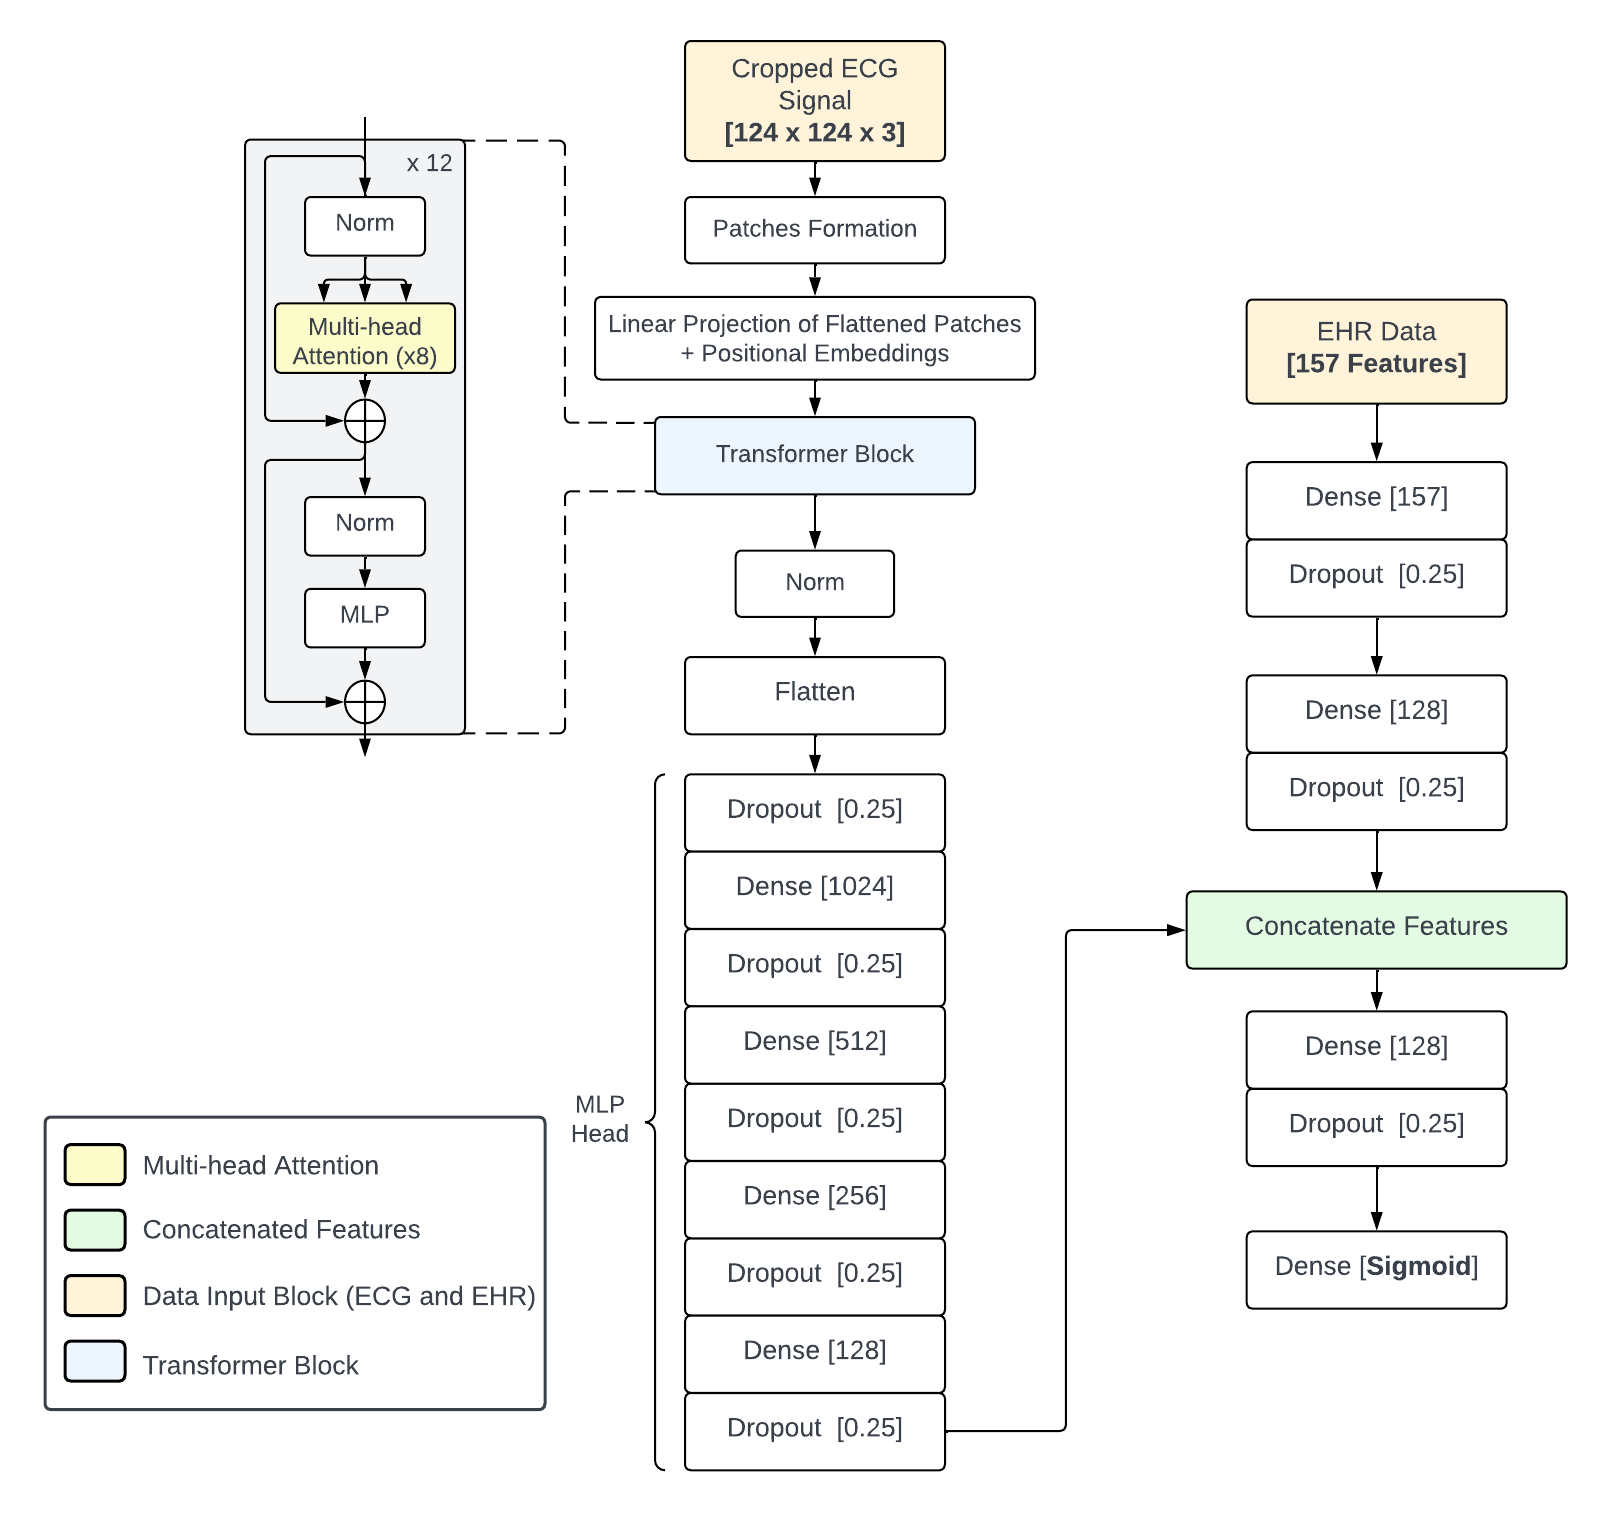 Cropped ECG
Signal
[124 x 124 x 3]
Patches Formation
Linear Projection of Flattened Patches
+ Positional Embeddings
Transformer Block
Norm
Flatten
x 12
Norm
Multi-head
Attention (x8)
Norm
MLP
MLP
Head
Dropout [0.25]
Dense [1024]
Dropout [0.25]
Dense [512]
Dropout [0.25]
Dense [256]
Dropout [0.25]
Dense [128]
Dropout [0.25]
EHR Data
[157 Features]
Dense [157]
Dropout [0.25]
Dense [128]
Dropout [0.25]
Concatenate Features
Dense [128]
Dropout [0.25]
Dense [Sigmoid]
Multi-head Attention
Concatenated Features
Data Input Block (ECG and EHR)
Transformer Block